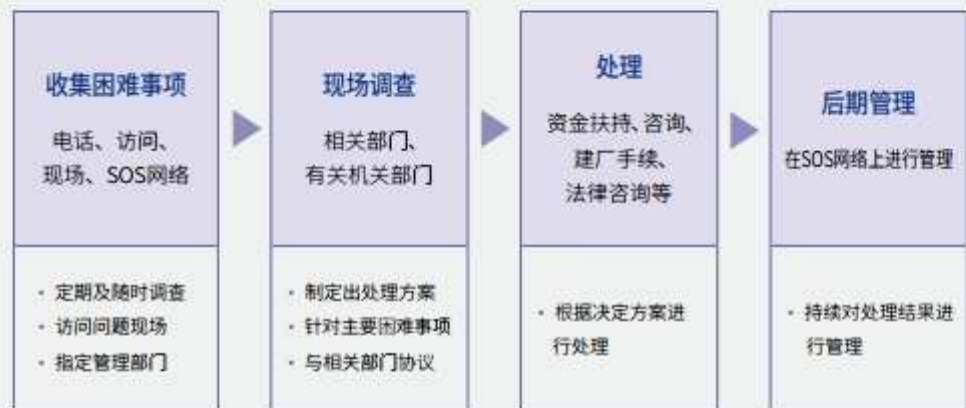 收集困难事项
电话、访问、
现场、SOS网络
• 定期及随时调查
• 访问问题现场
• 指定管理部门
现场调查
相关部门、
有关机关部门
• 制定出处理方案
• 针对主要困难事项
• 与相关部门协议
处理
资金扶持、咨询、
建厂手续、
法律咨询等
• 根据决定方案进
行处理
后期管理
在SOS网络上进行管理
• 持续对处理结果进
行管理